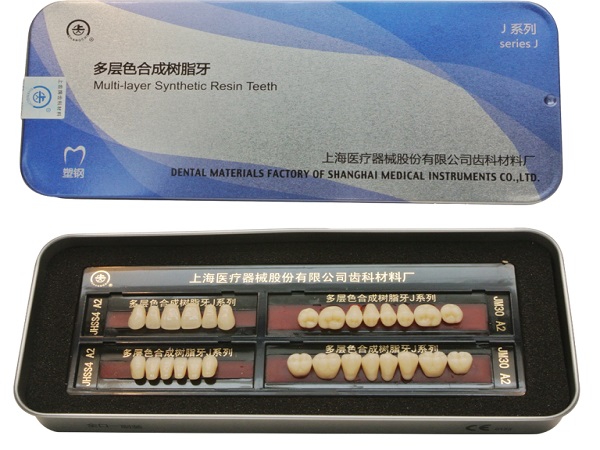 J 系列
series J
多层色合成树脂牙
Multi-layer Synthetic Resin Teeth
塑钢
上海医疗器械股份有限公司齿科材料厂
DENTAL MATERIALS FACTORY OF SHANGHAI MEDICAL INSTRUMENTS CO.,LTD.
上海医疗器械股份有限公司齿科材料厂
JHSS4 A2
多层色合成树脂牙J系列
多层色合成树脂牙J系列
JM30 A2
JHSS4 A2
多层色合成树脂牙J系列
多层色合成树脂牙J系列
JM30 A2
CE